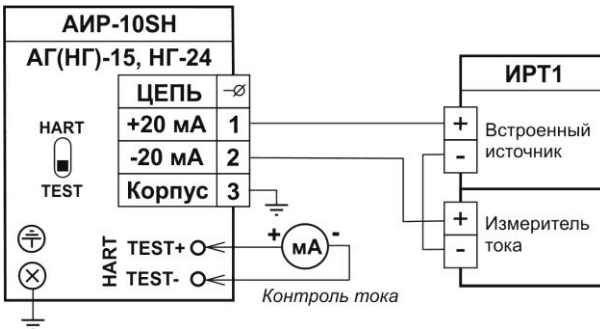 АИР-10SH
АГ(НГ)-15, НГ-24
ЦЕПЬ
+20 мА 1
-20 мА 2
Корпус 3
HART
TEST
HART
TEST+
TEST-
+ мА -
Контроль тока
ИРТ1
+
-
Встроенный
источник
+
-
Измеритель
тока